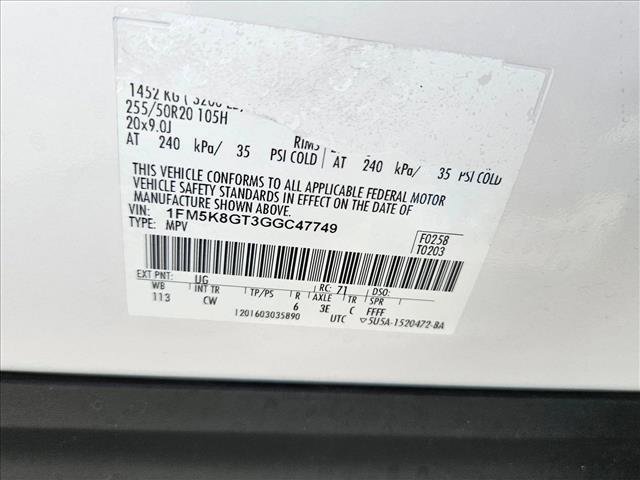 1452 KG (
255/50R20 105H
20x9.0J RIMS
AT 240 kPa/ 35 PSI COLD AT 240 kPa/ 35 PSI COLD
THIS VEHICLE CONFORMS TO ALL APPLICABLE FEDERAL MOTOR
VEHICLE SAFETY STANDARDS IN EFFECT ON THE DATE OF
MANUFACTURE SHOWN ABOVE.
VIN: 1FM5K8GT3GGC47749 F0258
TYPE: MPV T0203
EXT PNT: UG RC: 71 DSO:
WB INT TR TP/PS R AXLE TR SPR
113 CW 6 3E C FFFF
1201603035890 UTC ▽5U5A-1520472-BA